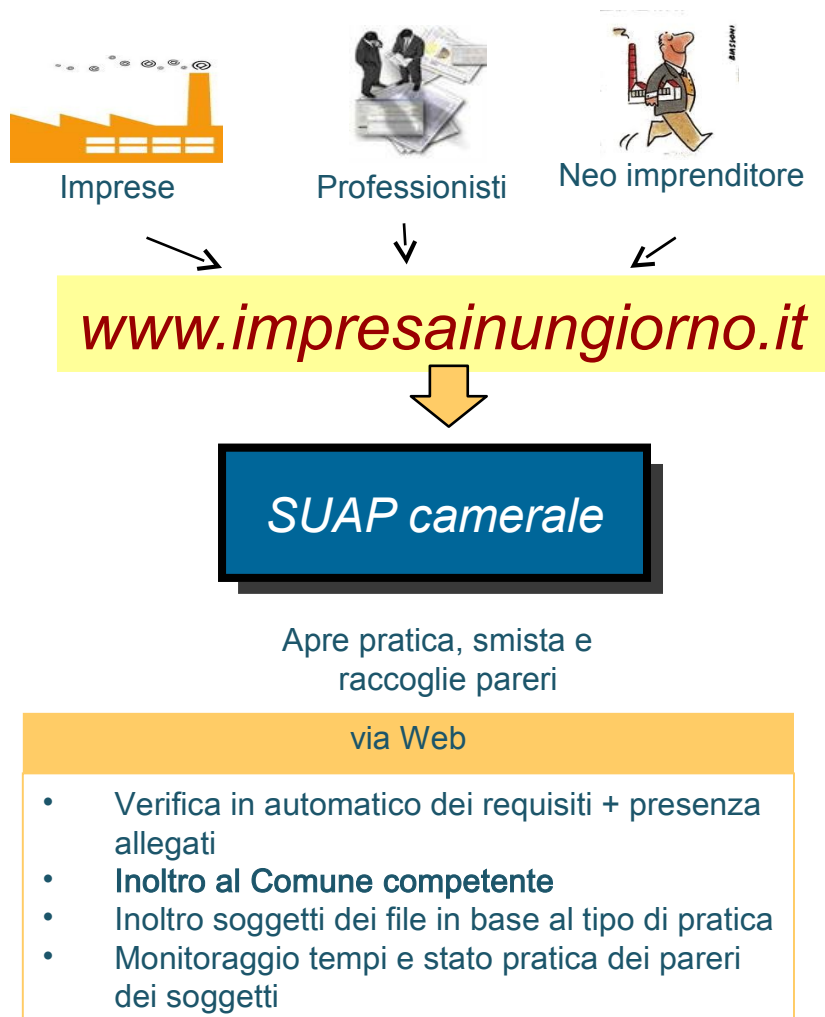 BIASSONI
Imprese
Professionisti
Neo imprenditore
www.impresainungiorno.it
SUAP camerale
Apre pratica, smista e
raccoglie pareri
via Web
• Verifica in automatico dei requisiti + presenza
allegati
• Inoltro al Comune competente
• Inoltro soggetti dei file in base al tipo di pratica
• Monitoraggio tempi e stato pratica dei pareri
dei soggetti